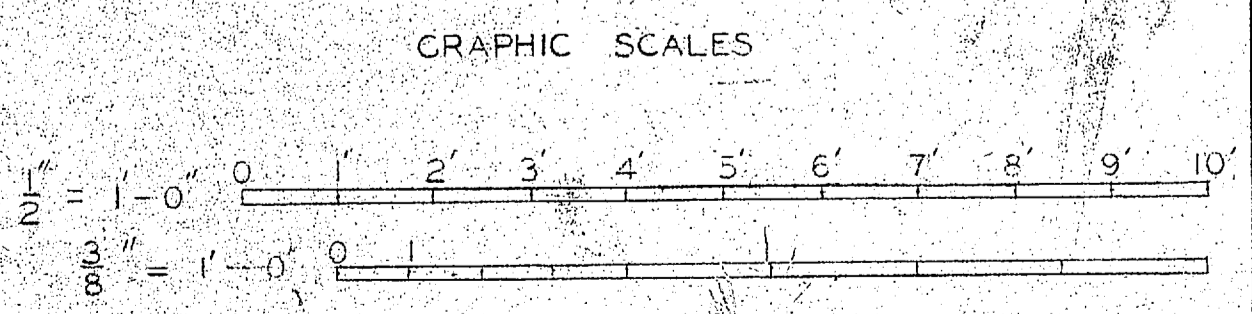 GRAPHIC SCALES
1/2" = 1'-0" 0 1" 2' 3' 4' 5' 6' 7' 8' 9' 10'
3/8" = 1'-0" 0 1